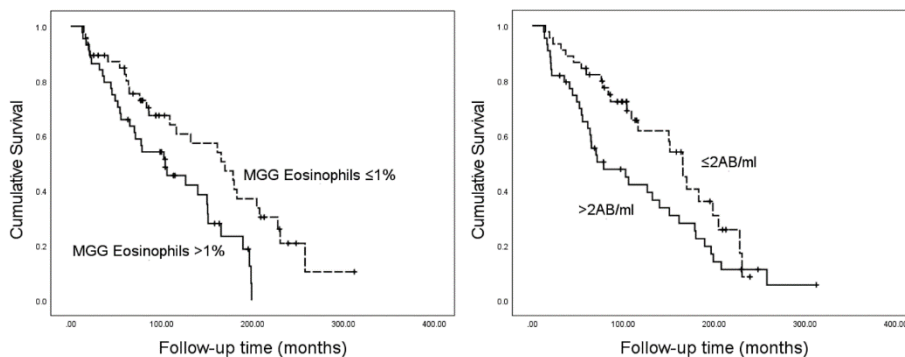 Cumulative Survival
1.0
0.8
0.6
0.4
0.2
0.0
MGG Eosinophils ≤1%
MGG Eosinophils >1%
.00 100.00 200.00 300.00 400.00
Follow-up time (months)
Cumulative Survival
1.0
0.8
0.6
0.4
0.2
0.0
≤2AB/ml
>2AB/ml
.00 100.00 200.00 300.00 400.00
Follow-up time (months)